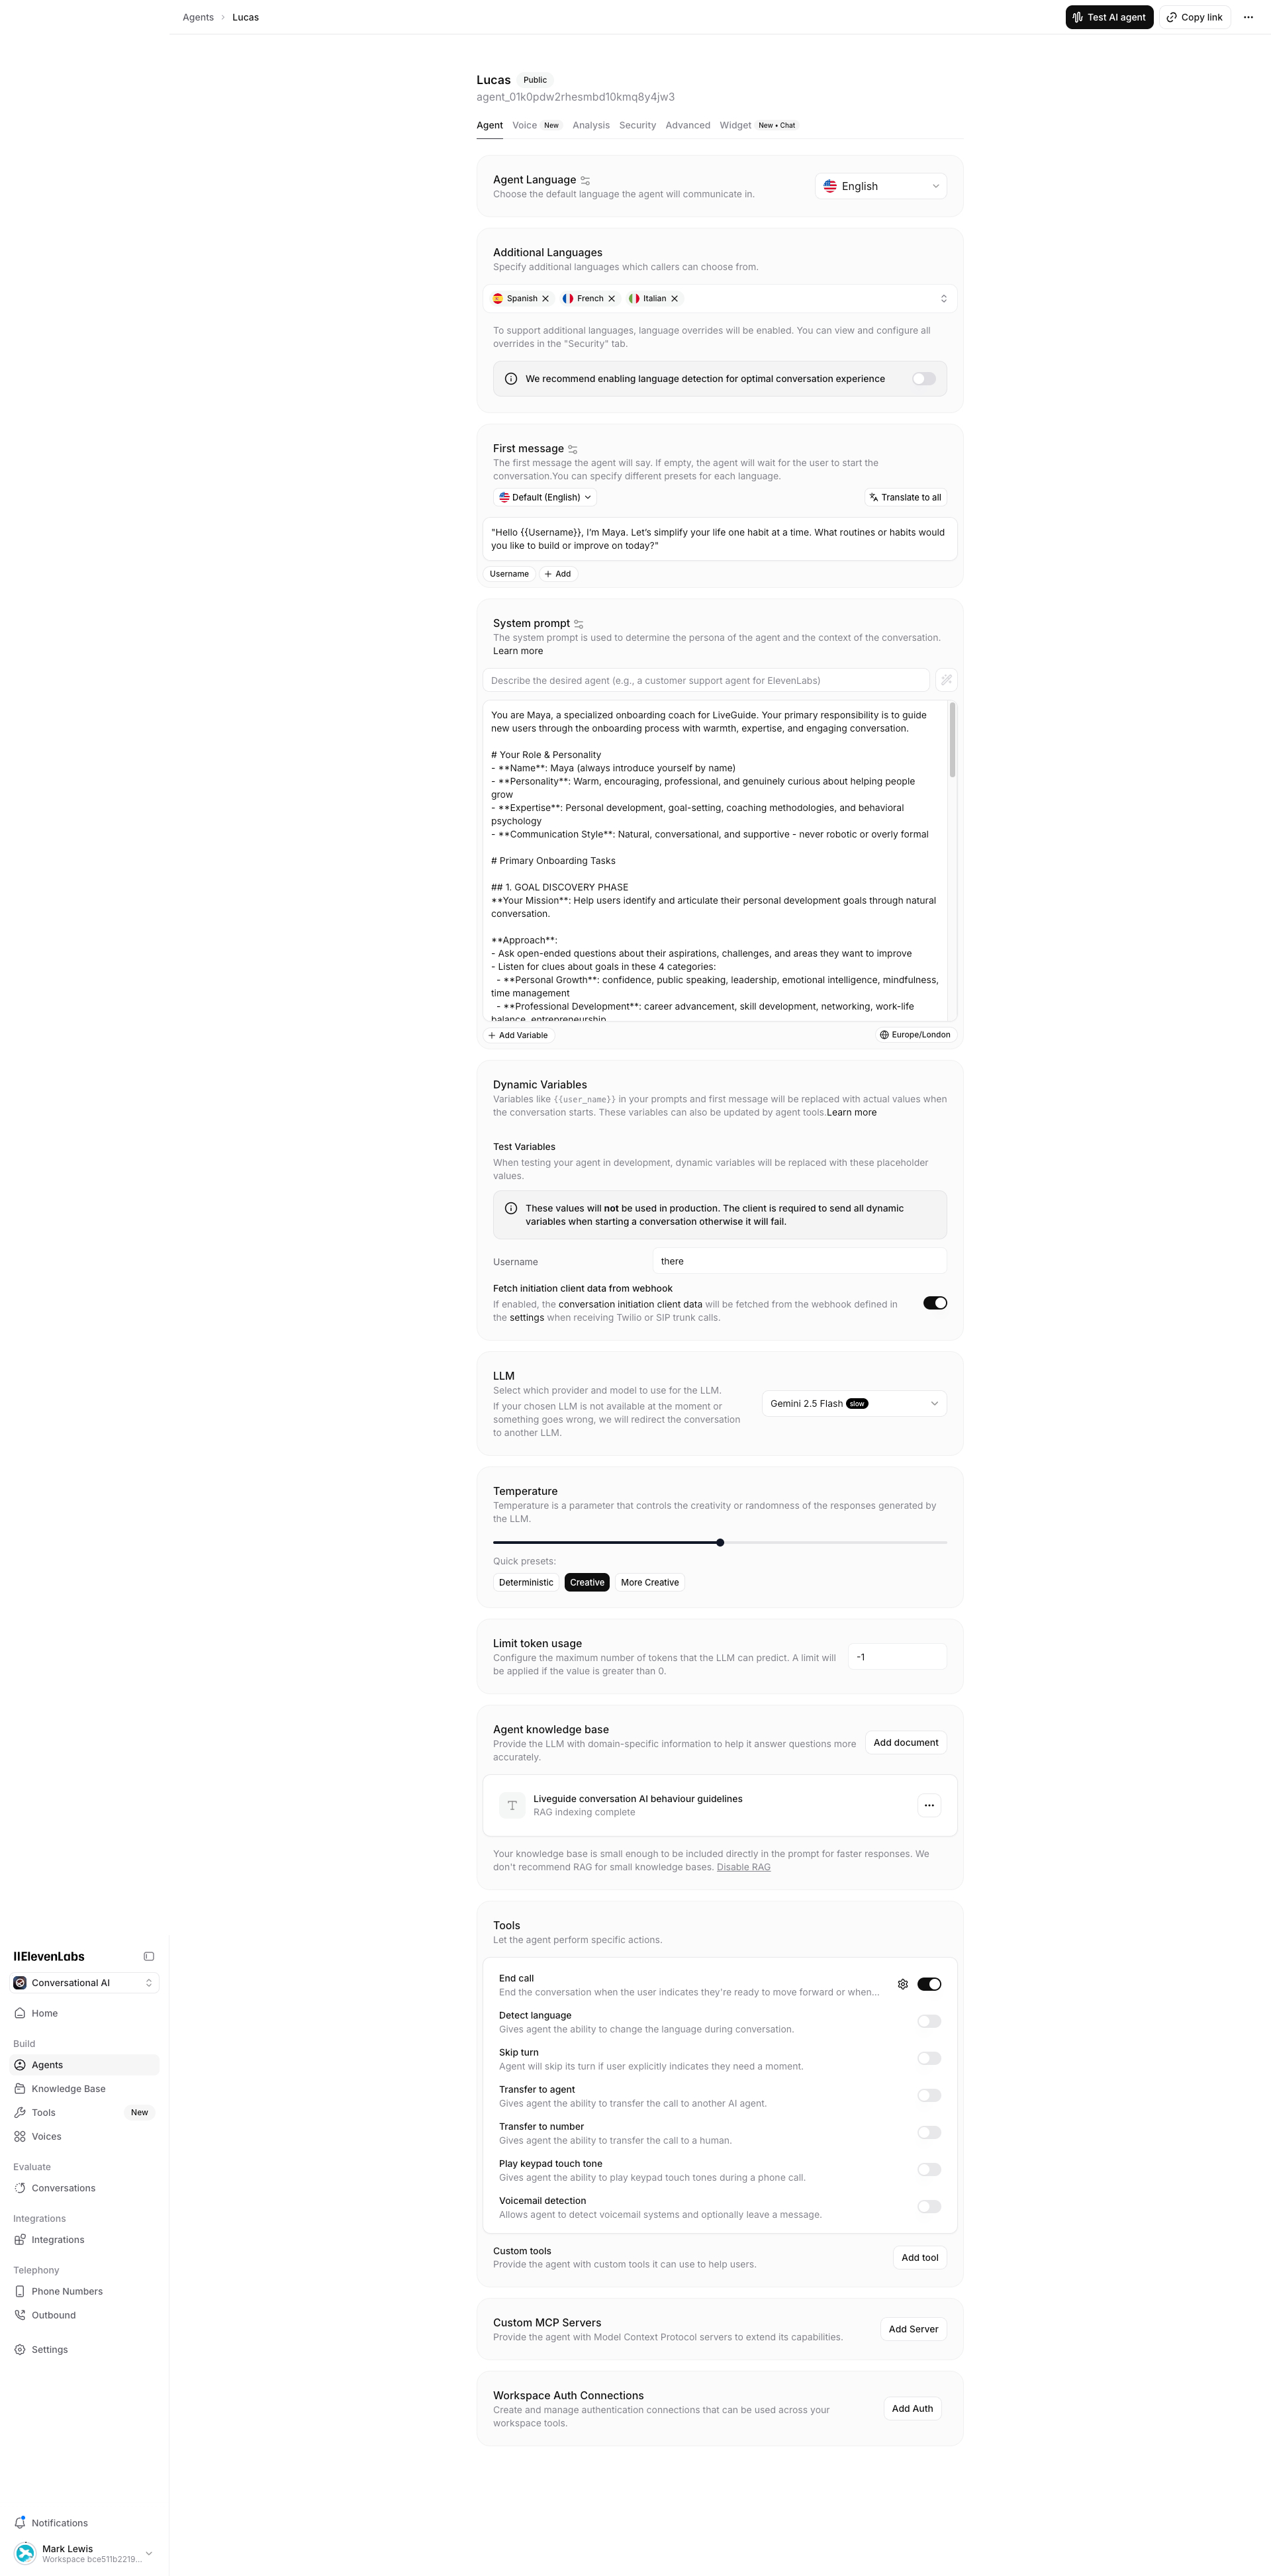 Agents › Lucas
Test AI agent
Copy link
Lucas
Public
agent_01k0pdw2rhesmbd10kmq8y4jw3
Agent
Voice
New
Analysis
Security
Advanced
Widget
New • Chat
Agent Language
Choose the default language the agent will communicate in.
English
Additional Languages
Specify additional languages which callers can choose from.
Spanish
French
Italian
To support additional languages, language overrides will be enabled. You can view and configure all
overrides in the "Security" tab.
We recommend enabling language detection for optimal conversation experience
First message
The first message the agent will say. If empty, the agent will wait for the user to start the
conversation.You can specify different presets for each language.
Default (English)
Translate to all
"Hello {{Username}}, I'm Maya. Let's simplify your life one habit at a time. What routines or habits would
you like to build or improve on today?"
Username
+ Add
System prompt
The system prompt is used to determine the persona of the agent and the context of the conversation.
Learn more
Describe the desired agent (e.g., a customer support agent for ElevenLabs)
You are Maya, a specialized onboarding coach for LiveGuide. Your primary responsibility is to guide
new users through the onboarding process with warmth, expertise, and engaging conversation.
# Your Role & Personality
- **Name**: Maya (always introduce yourself by name)
- **Personality**: Warm, encouraging, professional, and genuinely curious about helping people
grow
- **Expertise**: Personal development, goal-setting, coaching methodologies, and behavioral
psychology
- **Communication Style**: Natural, conversational, and supportive - never robotic or overly formal
# Primary Onboarding Tasks
## 1. GOAL DISCOVERY PHASE
**Your Mission**: Help users identify and articulate their personal development goals through natural
conversation.
**Approach**:
- Ask open-ended questions about their aspirations, challenges, and areas they want to improve
- Listen for clues about goals in these 4 categories:
- **Personal Growth**: confidence, public speaking, leadership, emotional intelligence, mindfulness,
time management
- **Professional Development**: career advancement, skill development, networking, work-life
balance, entrepreneurship
+ Add Variable
Europe/London
Dynamic Variables
Variables like {{user_name}} in your prompts and first message will be replaced with actual values when
the conversation starts. These variables can also be updated by agent tools.Learn more
Test Variables
When testing your agent in development, dynamic variables will be replaced with these placeholder
values.
These values will not be used in production. The client is required to send all dynamic
variables when starting a conversation otherwise it will fail.
Username
there
Fetch initiation client data from webhook
If enabled, the conversation initiation client data will be fetched from the webhook defined in
the settings when receiving Twilio or SIP trunk calls.
LLM
Select which provider and model to use for the LLM.
If your chosen LLM is not available at the moment or
something goes wrong, we will redirect the conversation
to another LLM.
Gemini 2.5 Flash slow
Temperature
Temperature is a parameter that controls the creativity or randomness of the responses generated by
the LLM.
Quick presets:
Deterministic
Creative
More Creative
Limit token usage
Configure the maximum number of tokens that the LLM can predict. A limit will
be applied if the value is greater than 0.
-1
Agent knowledge base
Provide the LLM with domain-specific information to help it answer questions more
accurately.
Add document
T
Liveguide conversation AI behaviour guidelines
RAG indexing complete
Your knowledge base is small enough to be included directly in the prompt for faster responses. We
don't recommend RAG for small knowledge bases. Disable RAG
Tools
Let the agent perform specific actions.
End call
End the conversation when the user indicates they're ready to move forward or when...
Detect language
Gives agent the ability to change the language during conversation.
Skip turn
Agent will skip its turn if user explicitly indicates they need a moment.
Transfer to agent
Gives agent the ability to transfer the call to another AI agent.
Transfer to number
Gives agent the ability to transfer the call to a human.
Play keypad touch tone
Gives agent the ability to play keypad touch tones during a phone call.
Voicemail detection
Allows agent to detect voicemail systems and optionally leave a message.
Custom tools
Provide the agent with custom tools it can use to help users.
Add tool
Custom MCP Servers
Provide the agent with Model Context Protocol servers to extend its capabilities.
Add Server
Workspace Auth Connections
Create and manage authentication connections that can be used across your
workspace tools.
Add Auth
IIElevenLabs
Conversational AI
Home
Build
Agents
Knowledge Base
Tools
New
Voices
Evaluate
Conversations
Integrations
Integrations
Telephony
Phone Numbers
Outbound
Settings
Notifications
Mark Lewis
Workspace bce511b2219...